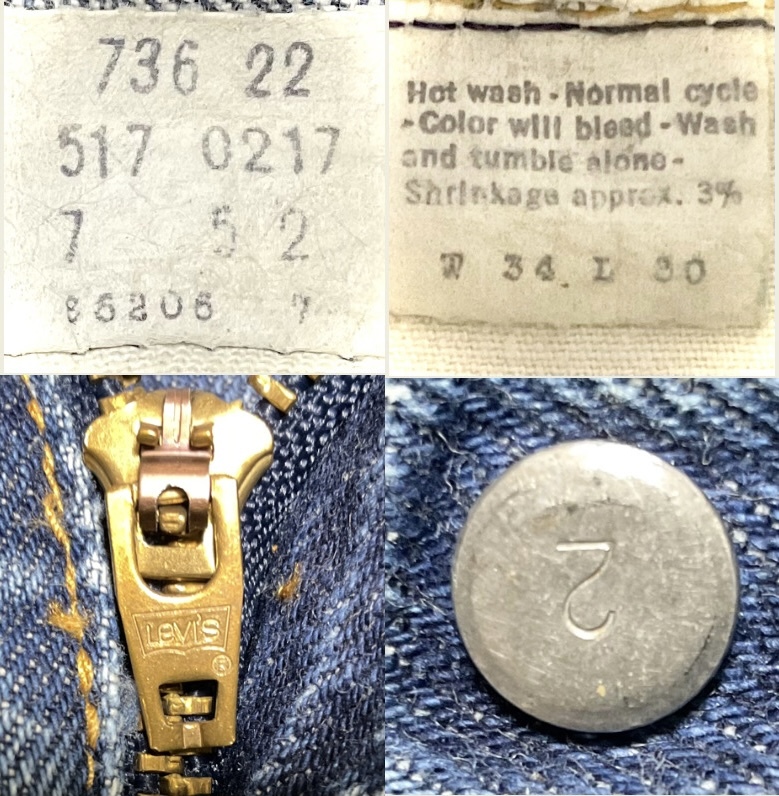 736 22
517 0217
7 5 2
86206 7
Hot wash - Normal cycle
- Color will bleed - Wash
and tumble alone -
Shrinkage approx. 3%
W 34 L 30
LEVI'S
®
2